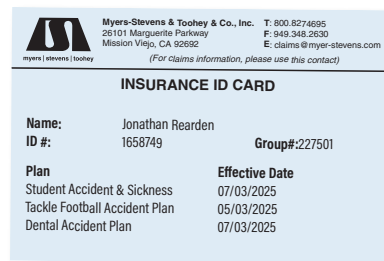 Myers-Stevens & Toohey & Co., Inc. T: 800.8274695
26101 Marguerite Parkway F: 949.348.2630
Mission Viejo, CA 92692 E: claims@myer-stevens.com
myers | stevens | toohey
(For claims information, please use this contact)
INSURANCE ID CARD
Name: Jonathan Rearden
ID #: 1658749 Group#:227501
Plan Effective Date
Student Accident & Sickness 07/03/2025
Tackle Football Accident Plan 05/03/2025
Dental Accident Plan 07/03/2025